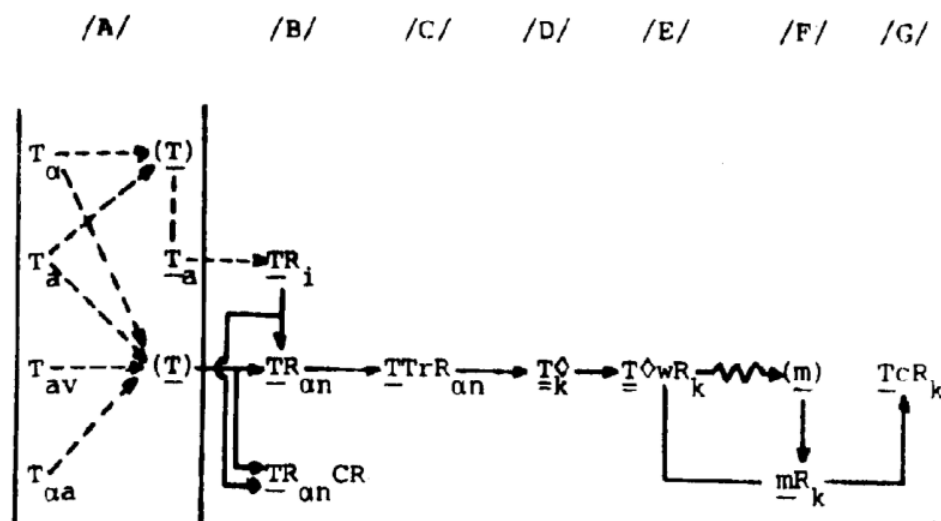 /A/ /B/ /C/ /D/ /E/ /F/ /G/
Tα (T)
Ta Ta TRi
Tav (T) TRαn TTrRαn T◊k T◊wRk (m) TcRk
Tαa TRαnCR mRk